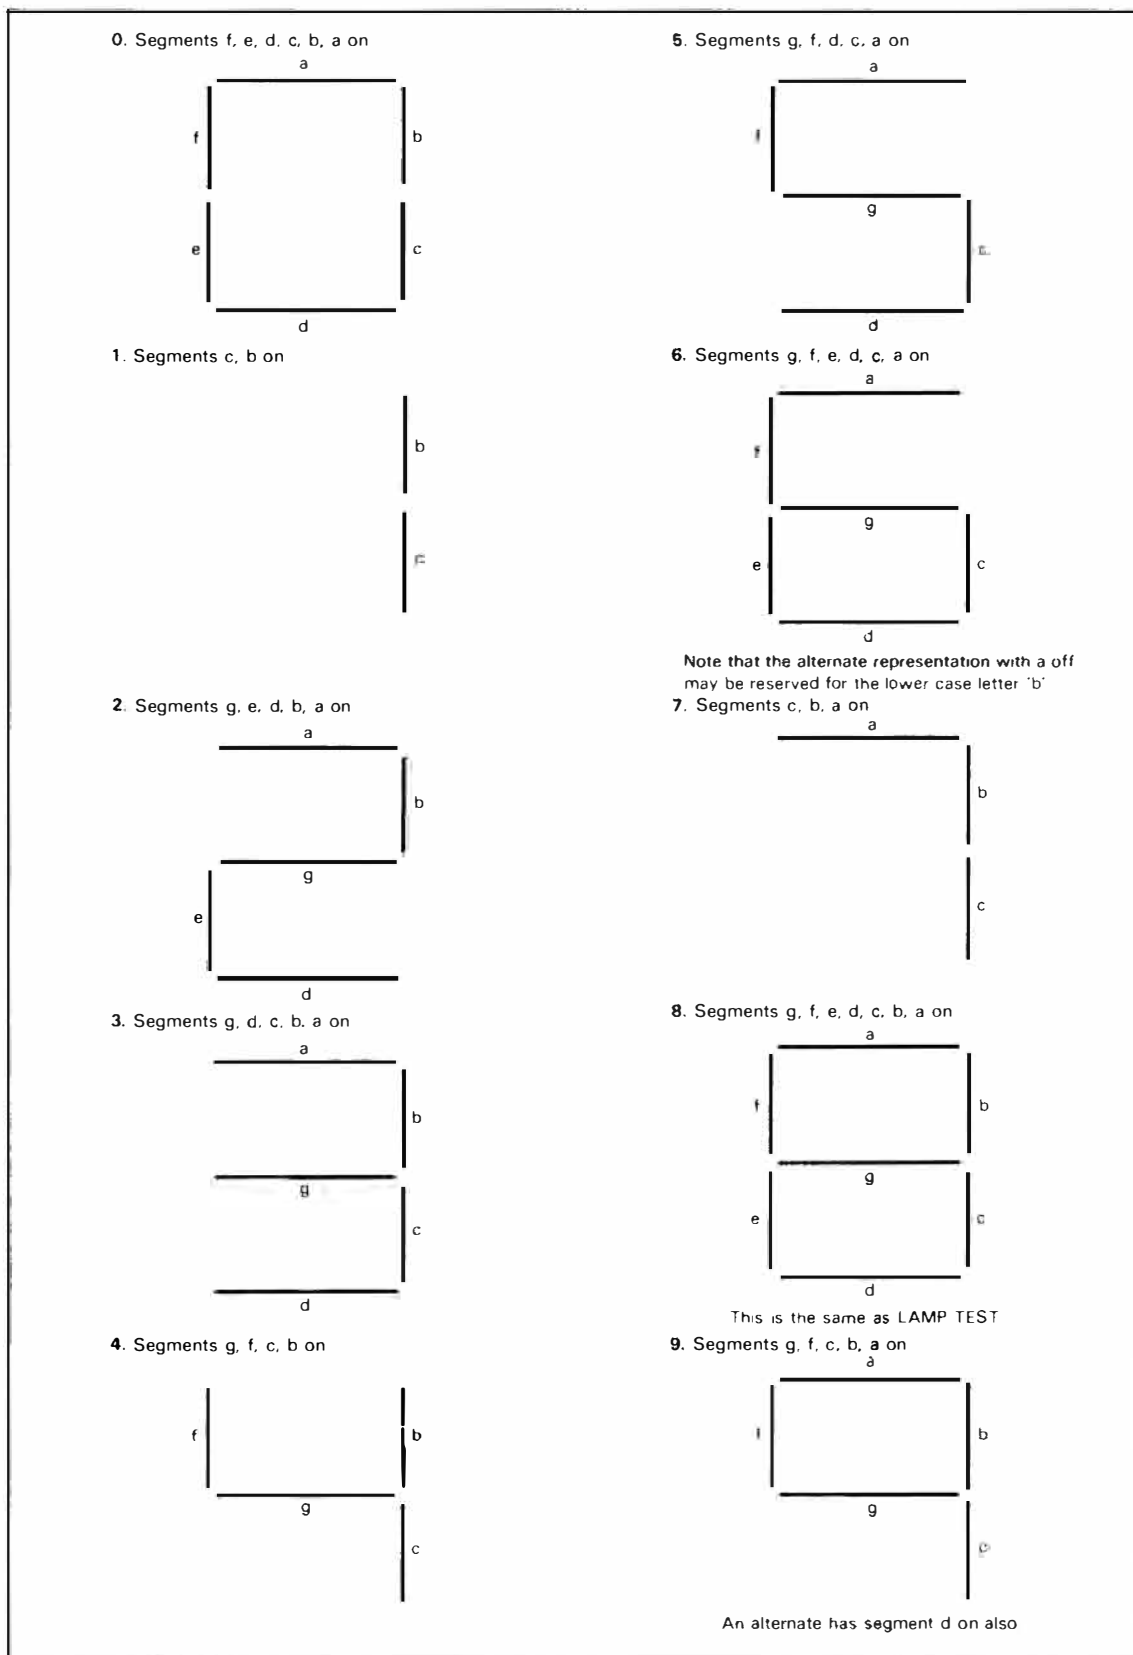 0. Segments f, e, d, c, b, a on
a
f
b
e
c
d
1. Segments c, b on
b
2. Segments g, e, d, b, a on
a
b
g
e
d
3. Segments g, d, c, b, a on
a
b
g
c
d
4. Segments g, f, c, b on
f
b
g
c
5. Segments g, f, d, c, a on
a
f
g
d
6. Segments g, f, e, d, c, a on
a
f
g
e
c
d
Note that the alternate representation with a off
may be reserved for the lower case letter 'b'
7. Segments c, b, a on
a
b
c
8. Segments g, f, e, d, c, b, a on
a
f
b
g
e
c
d
This is the same as LAMP TEST
9. Segments g, f, c, b, a on
a
f
b
g
c
An alternate has segment d on also